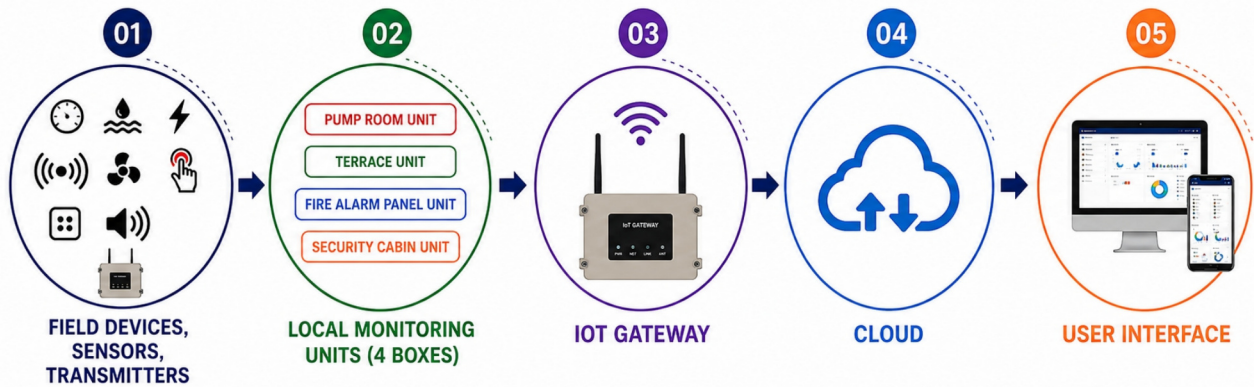 01
FIELD DEVICES,
SENSORS,
TRANSMITTERS
02
PUMP ROOM UNIT
TERRACE UNIT
FIRE ALARM PANEL UNIT
SECURITY CABIN UNIT
LOCAL MONITORING
UNITS (4 BOXES)
03
IoT GATEWAY
PWR NET LINK ANT
IOT GATEWAY
04
CLOUD
05
USER INTERFACE